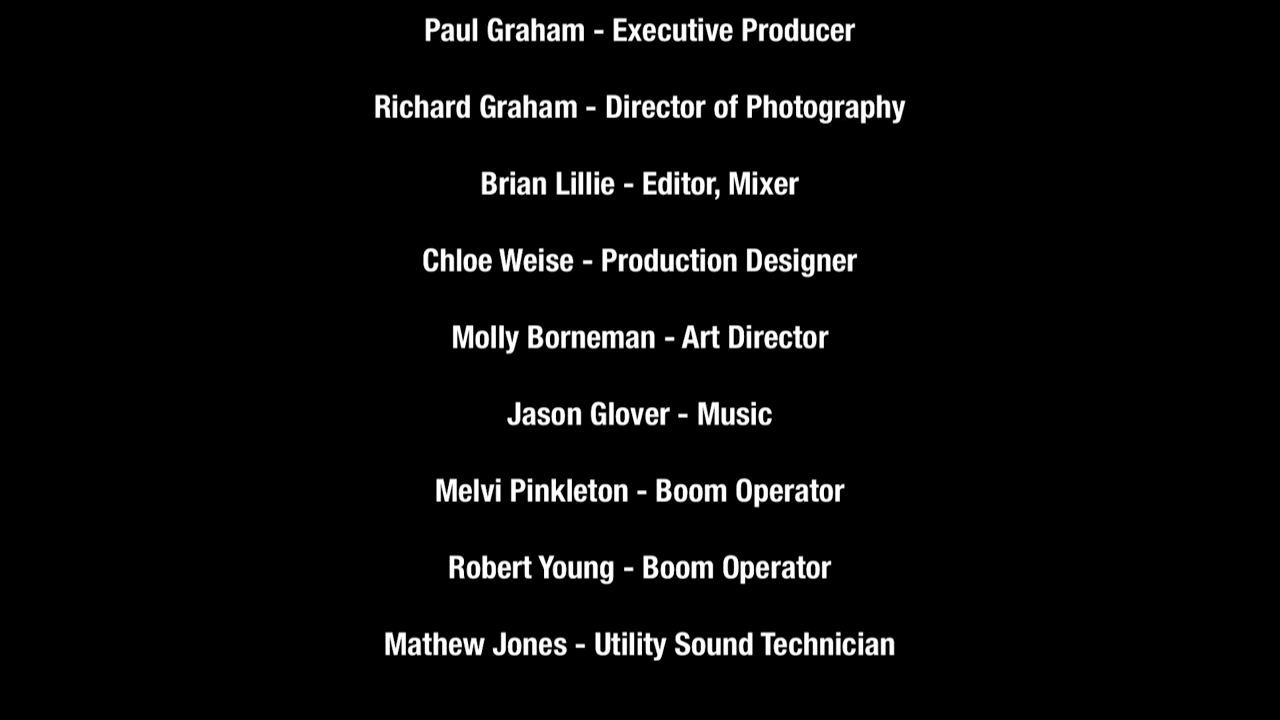 Paul Graham - Executive Producer
Richard Graham - Director of Photography
Brian Lillie - Editor, Mixer
Chloe Weise - Production Designer
Molly Borneman - Art Director
Jason Glover - Music
Melvi Pinkleton - Boom Operator
Robert Young - Boom Operator
Mathew Jones - Utility Sound Technician